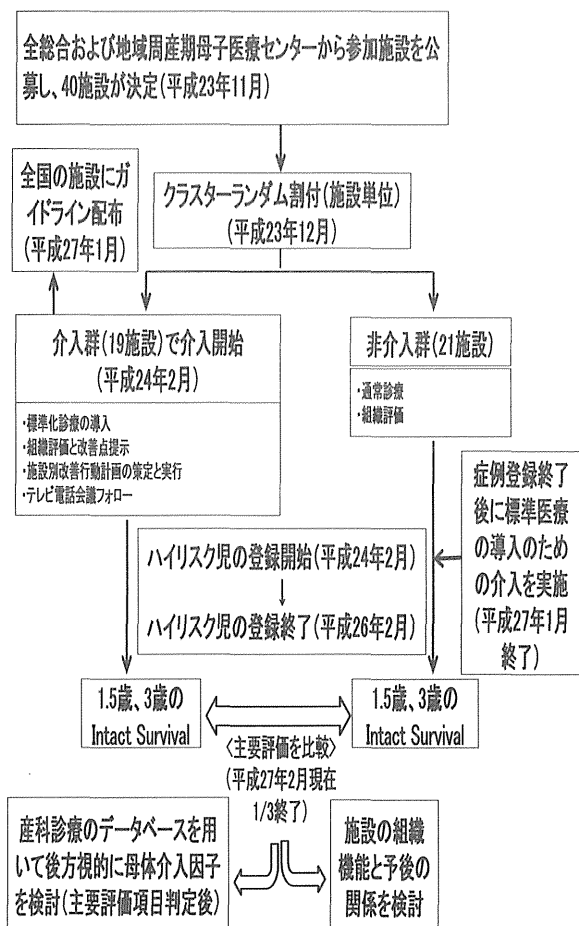 全総合および地域周産期母子医療センターから参加施設を公
募し、40施設が決定(平成23年11月)
全国の施設にガ
イドライン配布
(平成27年1月)
クラスターランダム割付(施設単位)
(平成23年12月)
介入群(19施設)で介入開始
(平成24年2月)
・標準化診療の導入
・組織評価と改善点提示
・施設別改善行動計画の策定と実行
・テレビ電話会議フォロー
非介入群(21施設)
・通常診療
・組織評価
症例登録終了
後に標準医療
の導入のため
の介入を実施
(平成27年1月
終了)
ハイリスク児の登録開始(平成24年2月)
ハイリスク児の登録終了(平成26年2月)
1.5歳、3歳の
Intact Survival
1.5歳、3歳の
Intact Survival
〈主要評価を比較〉
(平成27年2月現在
1/3終了)
産科診療のデータベースを用
いて後方視的に母体介入因子
を検討(主要評価項目判定後)
施設の組織
機能と予後の
関係を検討